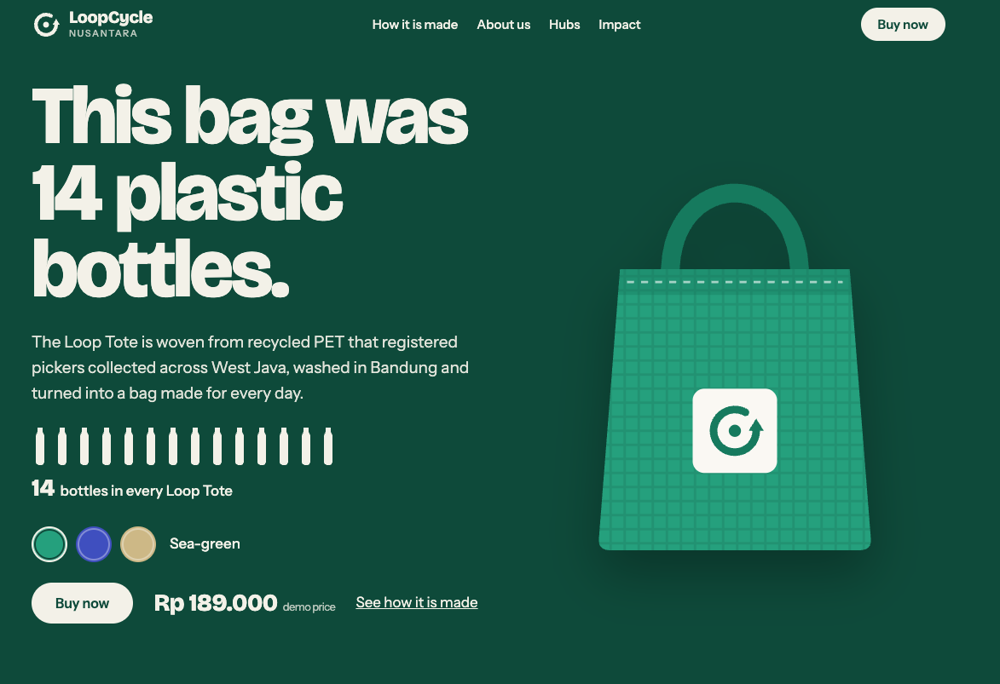 LoopCycle
NUSANTARA
How it is made
About us
Hubs
Impact
Buy now
This bag was
14 plastic
bottles.
The Loop Tote is woven from recycled PET that registered
pickers collected across West Java, washed in Bandung and
turned into a bag made for every day.
14 bottles in every Loop Tote
Sea-green
Buy now
Rp 189.000 demo price
See how it is made